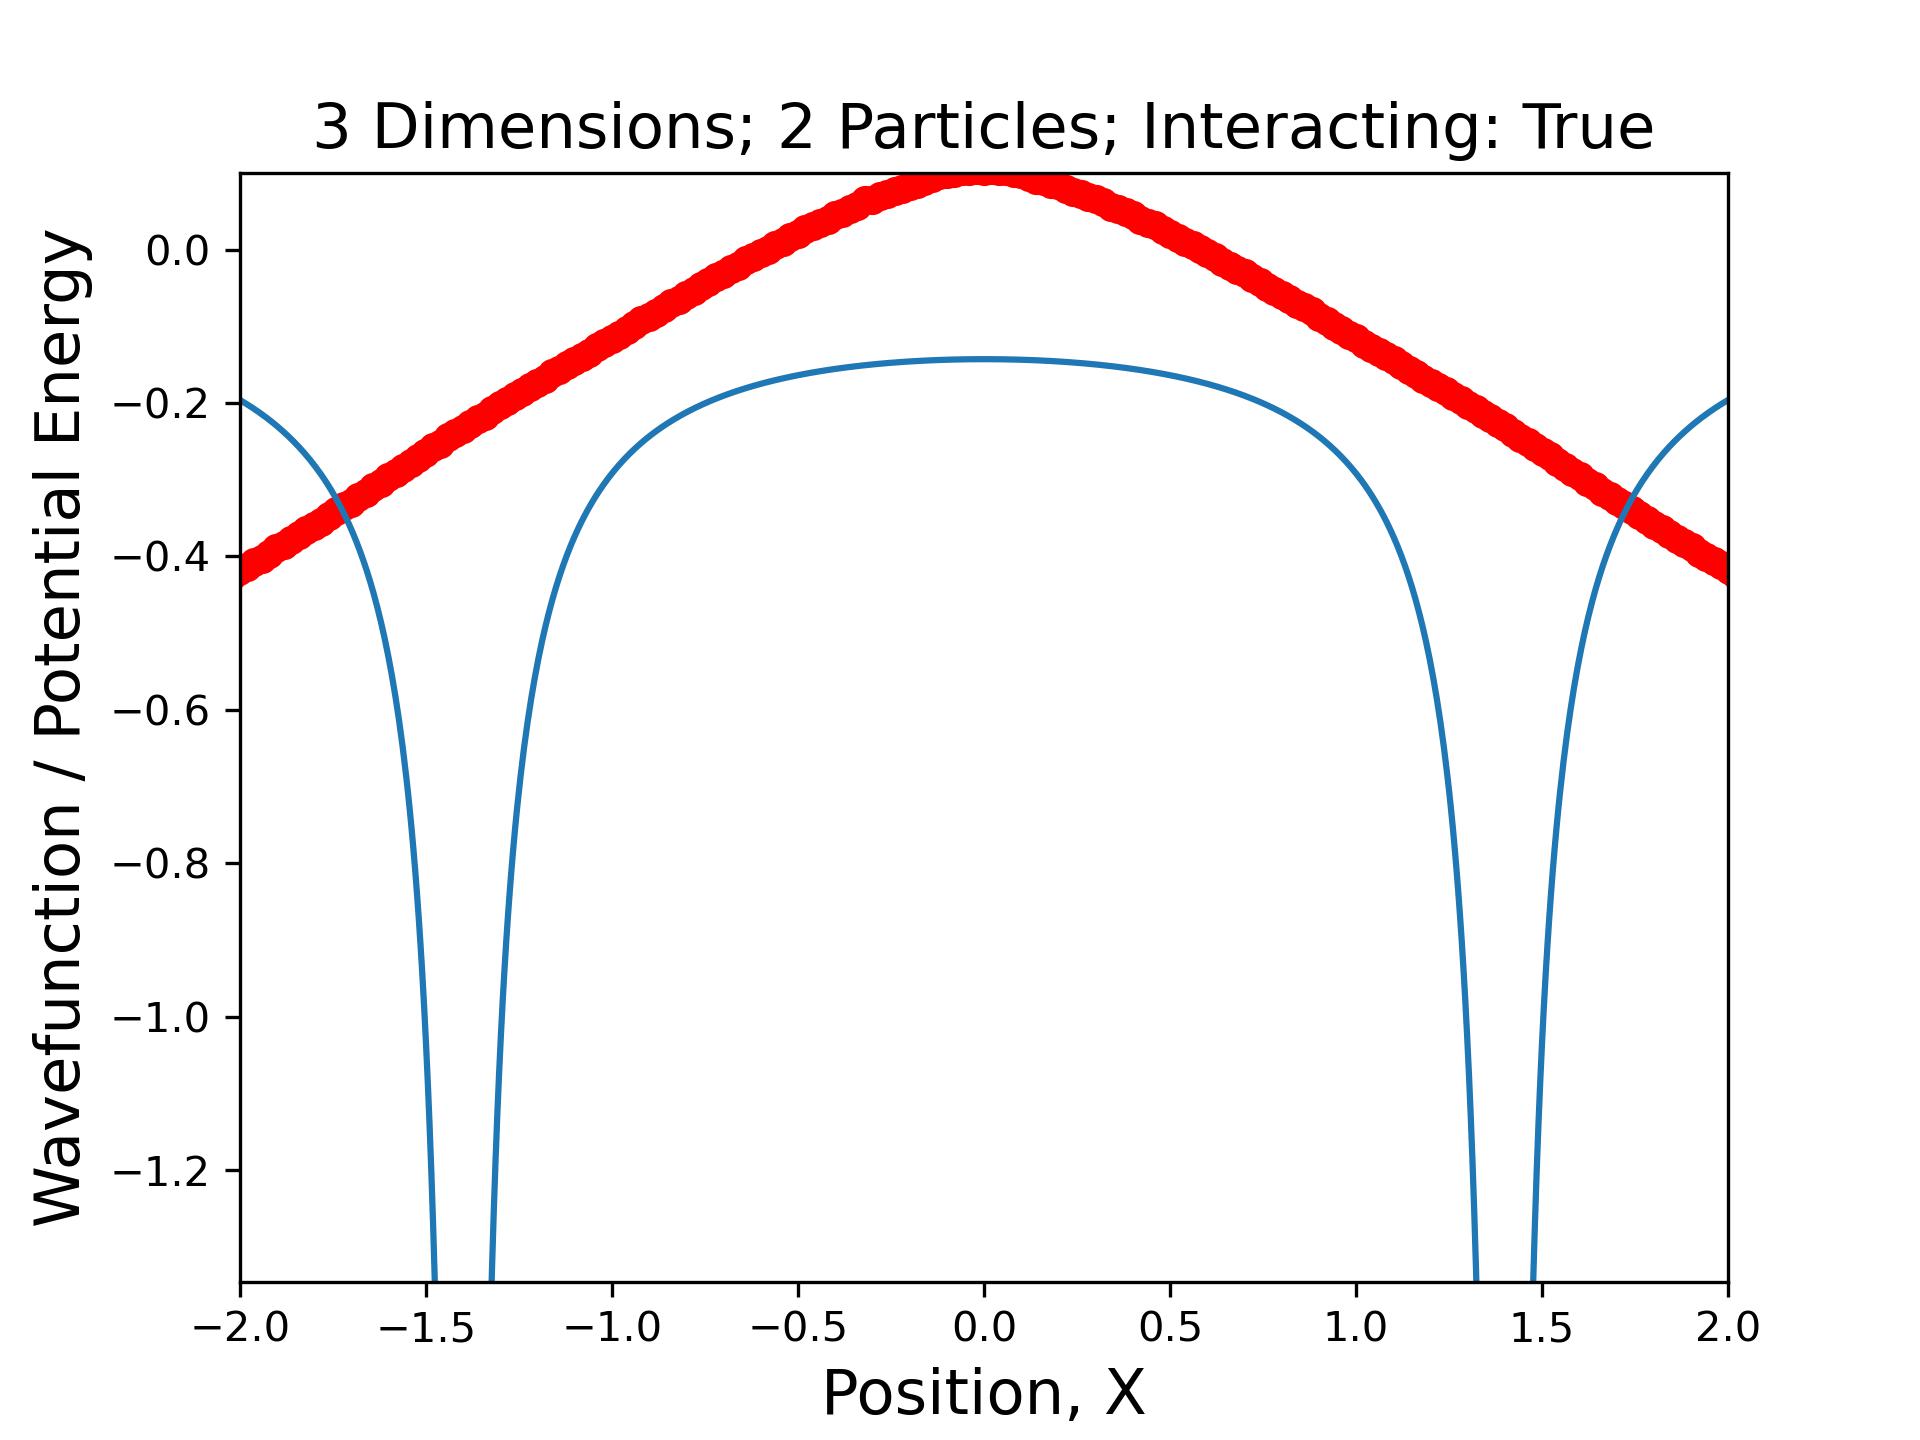 3 Dimensions; 2 Particles; Interacting: True
Wavefunction / Potential Energy
0.0
−0.2
−0.4
−0.6
−0.8
−1.0
−1.2
−2.0 −1.5 −1.0 −0.5 0.0 0.5 1.0 1.5 2.0
Position, X